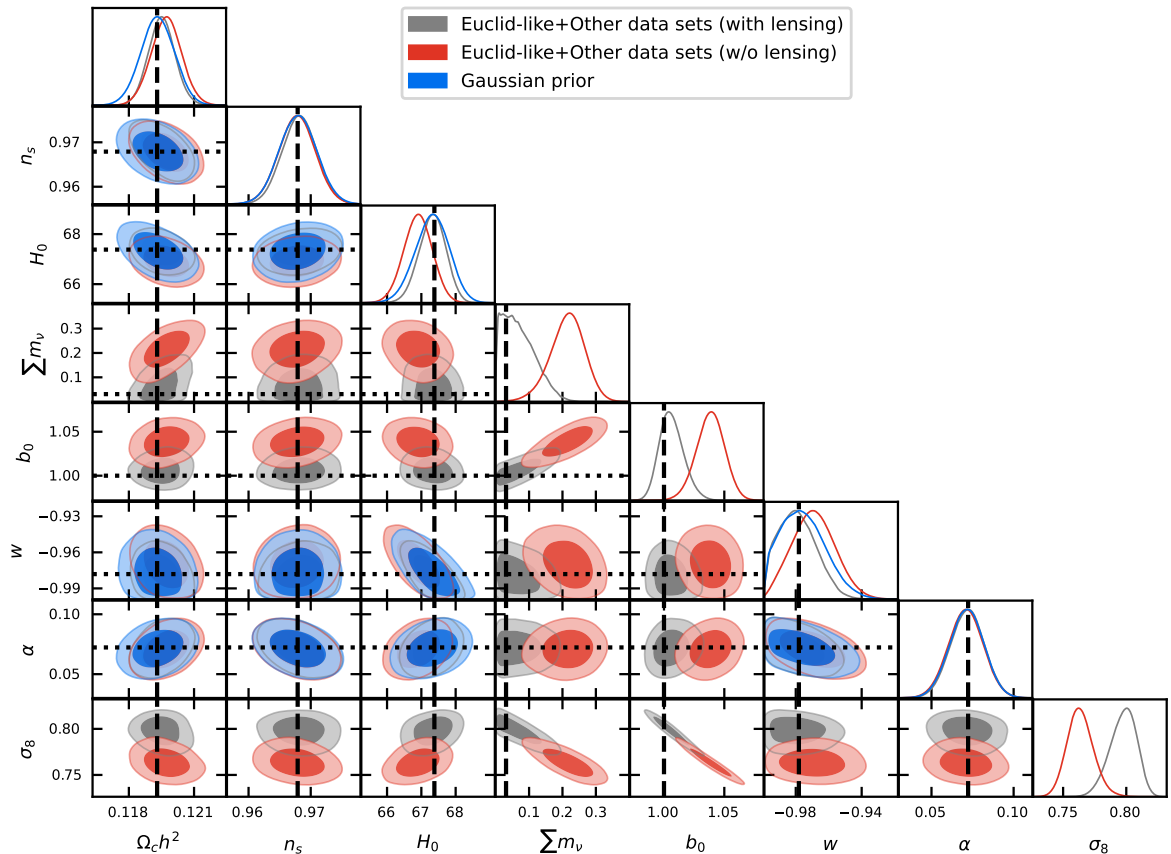 Euclid-like+Other data sets (with lensing)
Euclid-like+Other data sets (w/o lensing)
Gaussian prior
0.97
0.96
n_s
68
66
H_0
0.3
0.2
0.1
∑m_ν
1.05
1.00
b_0
−0.93
−0.96
−0.99
w
0.10
0.05
α
0.80
0.75
σ_8
0.118 0.121 0.96 0.97 66 67 68 0.1 0.2 0.3 1.00 1.05 −0.98 −0.94 0.05 0.10 0.75 0.80
Ω_c h² n_s H_0 ∑m_ν b_0 w α σ_8